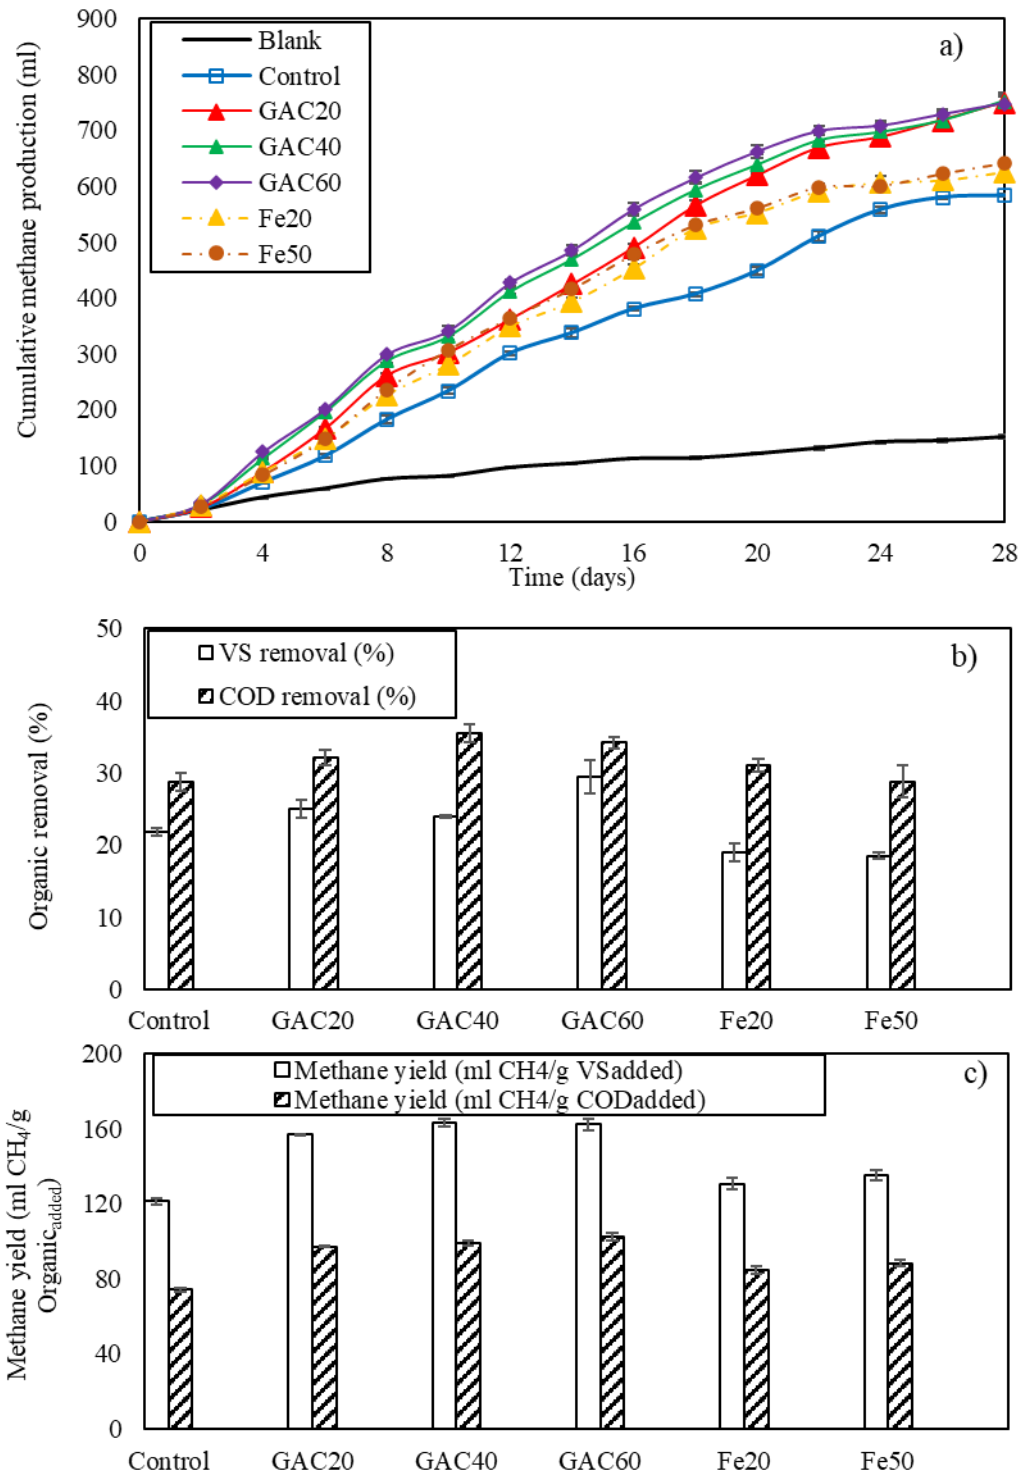 Cumulative methane production (ml)
900
800
700
600
500
400
300
200
100
0
a)
Blank
Control
GAC20
GAC40
GAC60
Fe20
Fe50
0 4 8 12 16 20 24 28
Time (days)
Organic removal (%)
50
40
30
20
10
0
b)
VS removal (%)
COD removal (%)
Control GAC20 GAC40 GAC60 Fe20 Fe50
Methane yield (ml CH₄/g
Organic_added)
200
160
120
80
40
0
c)
Methane yield (ml CH4/g VSadded)
Methane yield (ml CH4/g CODadded)
Control GAC20 GAC40 GAC60 Fe20 Fe50